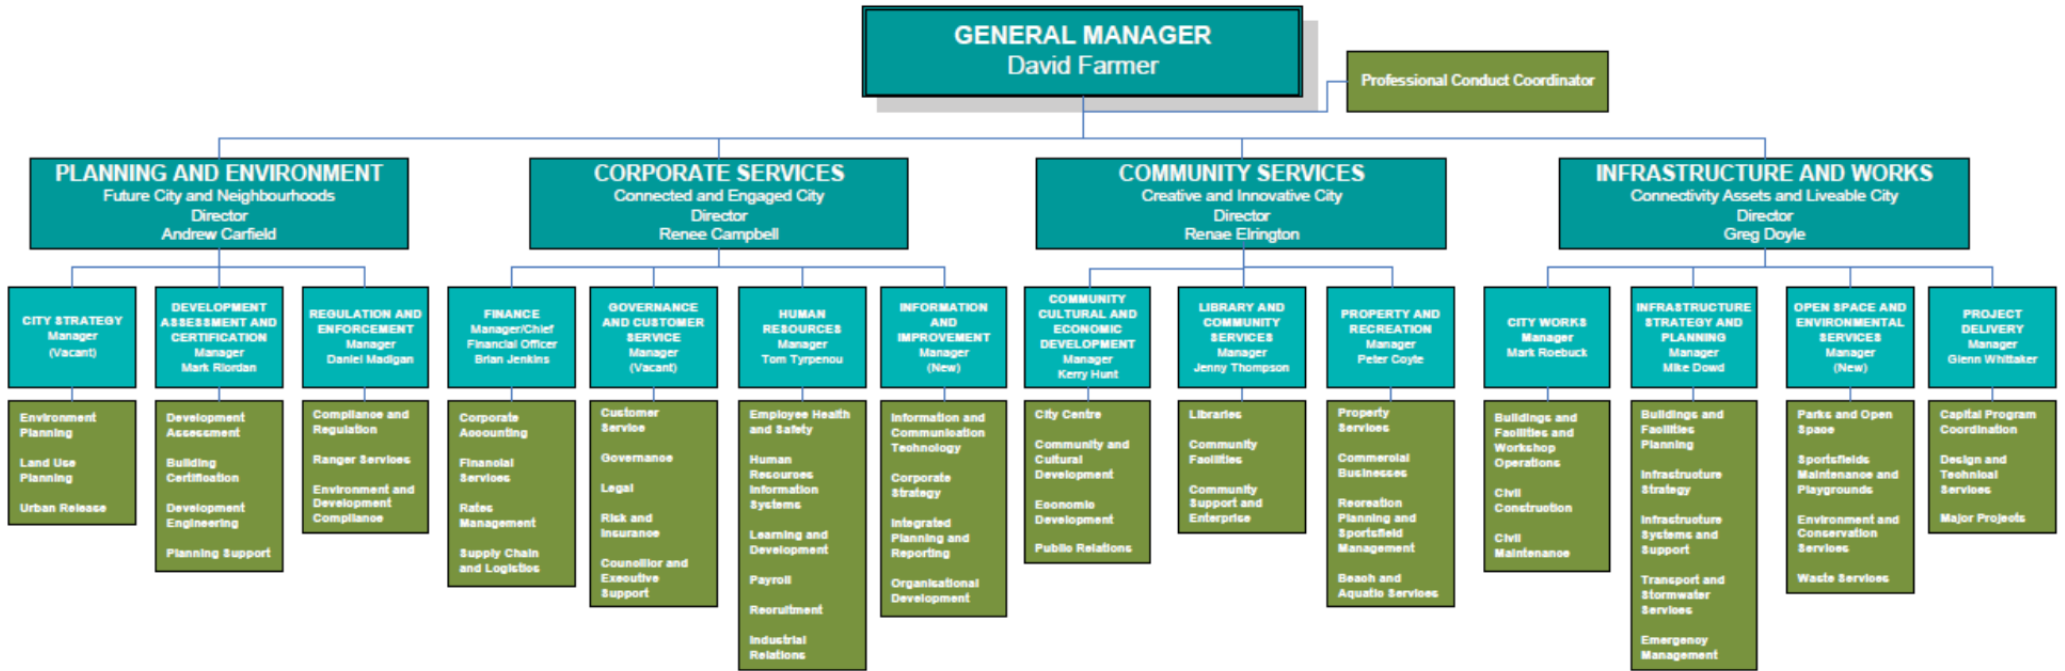 GENERAL MANAGER
David Farmer
Professional Conduct Coordinator
PLANNING AND ENVIRONMENT
Future City and Neighbourhoods
Director
Andrew Carfield
CORPORATE SERVICES
Connected and Engaged City
Director
Renee Campbell
COMMUNITY SERVICES
Creative and Innovative City
Director
Renae Elrington
INFRASTRUCTURE AND WORKS
Connectivity Assets and Liveable City
Director
Greg Doyle
CITY STRATEGY
Manager
(Vacant)
DEVELOPMENT
ASSESSMENT AND
CERTIFICATION
Manager
Mark Riordan
REGULATION AND
ENFORCEMENT
Manager
Daniel Madigan
FINANCE
Manager/Chief
Financial Officer
Brian Jenkins
GOVERNANCE
AND CUSTOMER
SERVICE
Manager
(Vacant)
HUMAN
RESOURCES
Manager
Tom Tyrpenou
INFORMATION
AND
IMPROVEMENT
Manager
(New)
COMMUNITY
CULTURAL AND
ECONOMIC
DEVELOPMENT
Manager
Kerry Hunt
LIBRARY AND
COMMUNITY
SERVICES
Manager
Jenny Thompson
PROPERTY AND
RECREATION
Manager
Peter Coyte
CITY WORKS
Manager
Mark Roebuck
INFRASTRUCTURE
STRATEGY AND
PLANNING
Manager
Mike Dowd
OPEN SPACE AND
ENVIRONMENTAL
SERVICES
Manager
(New)
PROJECT
DELIVERY
Manager
Glenn Whittaker
Environment
Planning
Land Use
Planning
Urban Release
Development
Assessment
Building
Certification
Development
Engineering
Planning Support
Compliance and
Regulation
Ranger Services
Environment and
Development
Compliance
Corporate
Accounting
Financial
Services
Rates
Management
Supply Chain
and Logistics
Customer
Service
Governance
Legal
Risk and
Insurance
Councillor and
Executive
Support
Employee Health
and Safety
Human
Resources
Information
Systems
Learning and
Development
Payroll
Recruitment
Industrial
Relations
Information and
Communication
Technology
Corporate
Strategy
Integrated
Planning and
Reporting
Organisational
Development
City Centre
Community and
Cultural
Development
Economic
Development
Public Relations
Libraries
Community
Facilities
Community
Support and
Enterprise
Property
Services
Commercial
Businesses
Recreation
Planning and
Sportsfield
Management
Beach and
Aquatic Services
Buildings and
Facilities and
Workshop
Operations
Civil
Construction
Civil
Maintenance
Buildings and
Facilities
Planning
Infrastructure
Strategy
Infrastructure
Systems and
Support
Transport and
Stormwater
Services
Emergency
Management
Parks and Open
Space
Sportsfields
Maintenance and
Playgrounds
Environment and
Conservation
Services
Waste Services
Capital Program
Coordination
Design and
Technical
Services
Major Projects